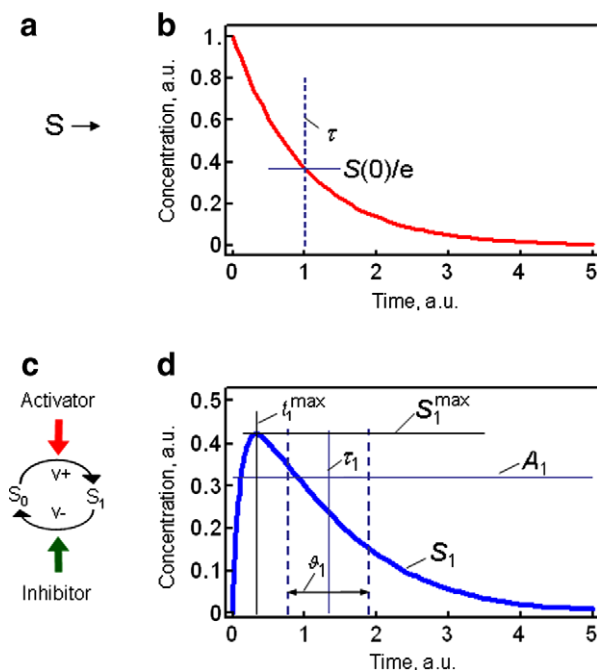 a
S →
b
Concentration, a.u.
1.
0.8
0.6
0.4
0.2
0
τ
S(0)/e
0 1 2 3 4 5
Time, a.u.
c
Activator
v+
S₀ S₁
v-
Inhibitor
d
Concentration, a.u.
0.5
0.4
0.3
0.2
0.1
0
t₁ᵐᵃˣ
S₁ᵐᵃˣ
τ₁
A₁
S₁
ϑ₁
0 1 2 3 4 5
Time, a.u.